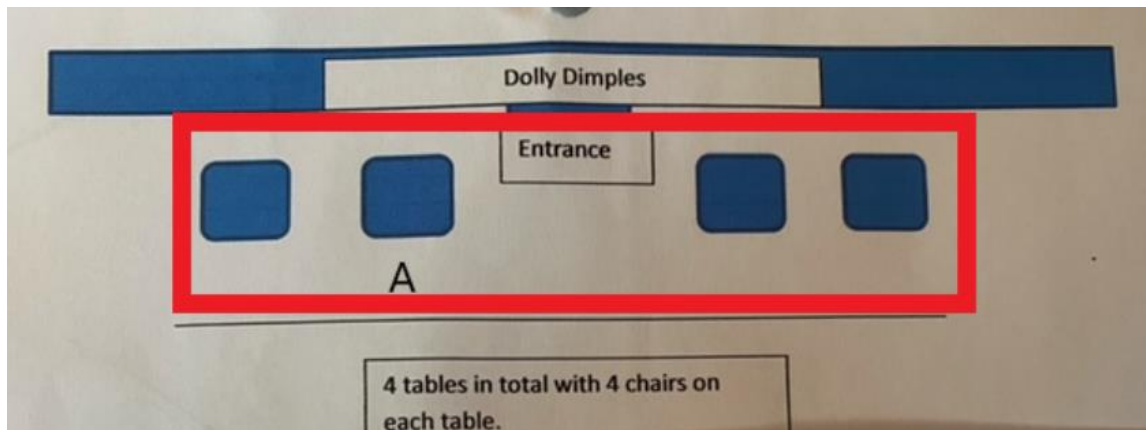 Dolly Dimples
Entrance
A
4 tables in total with 4 chairs on
each table.